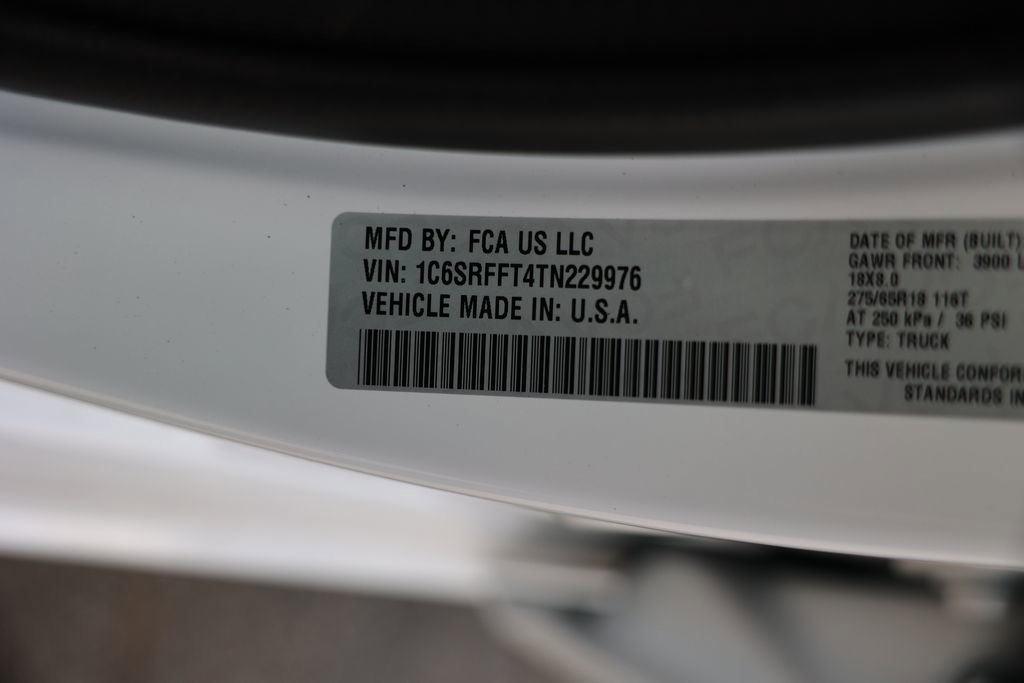 MFD BY: FCA US LLC
VIN: 1C6SRFFT4TN229976
VEHICLE MADE IN: U.S.A.
DATE OF MFR (BUILT)
GAWR FRONT: 3900
18X8.0
275/65R18 116T
AT 250 kPa / 36 PSI
TYPE: TRUCK
THIS VEHICLE
STANDARDS IN